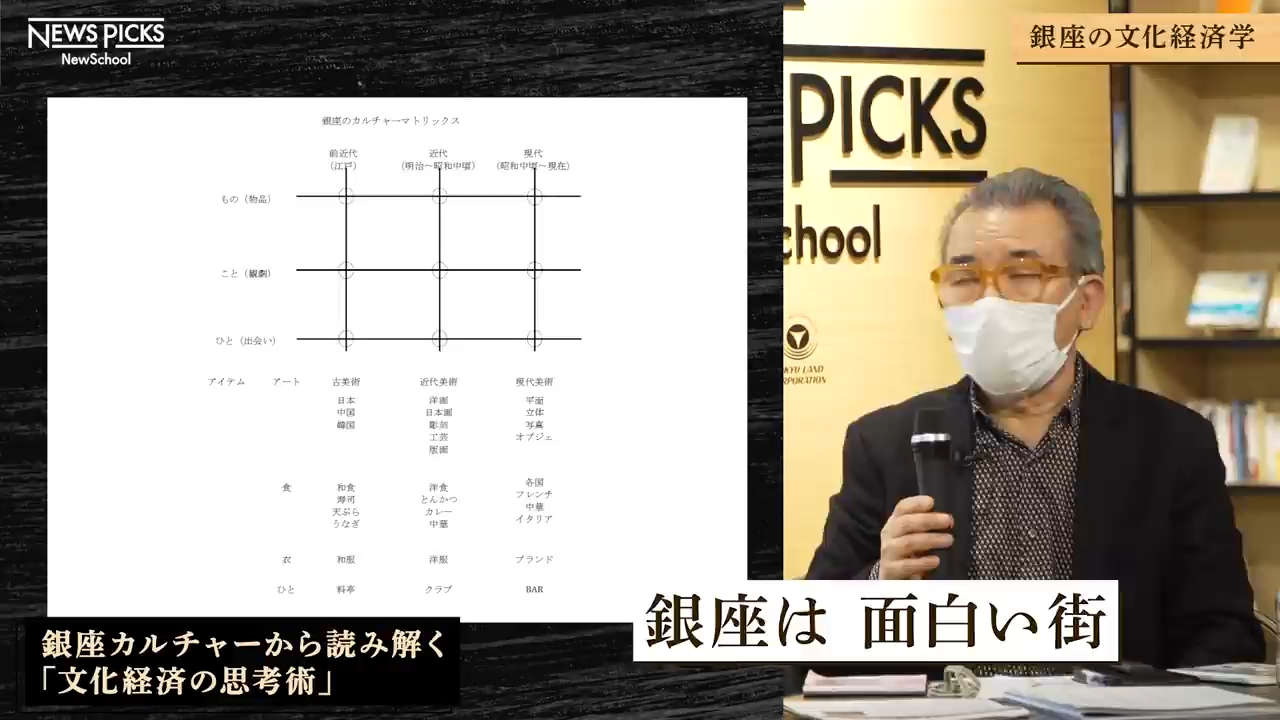 NEWS PICKS
NewSchool
銀座の文化経済学
PICKS
chool
KYU LAND
RPORATION
銀座のカルチャーマトリックス
前近代 近代 現代
（江戸） （明治～昭和中頃） （昭和中頃～現在）
もの（物品）
こと（観劇）
ひと（出会い）
アイテム アート 古美術 近代美術 現代美術
日本 洋画 平面
中国 日本画 立体
韓国 彫刻 写真
工芸 オブジェ
版画
食 和食 洋食 各国
寿司 とんかつ フレンチ
天ぷら カレー 中華
うなぎ 中華 イタリア
衣 和服 洋服 ブランド
ひと 料亭 クラブ BAR
銀座は 面白い街
銀座カルチャーから読み解く
「文化経済の思考術」